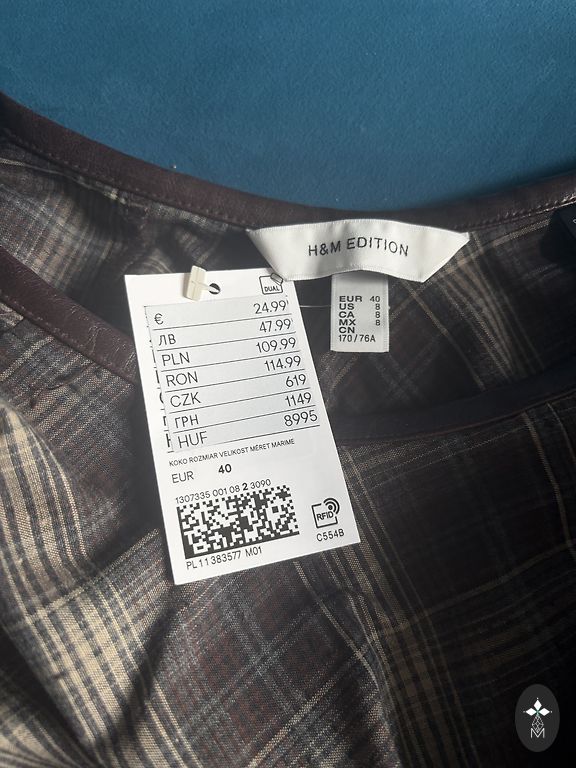 H&M EDITION
EUR 40
US 8
CA 8
MX 8
CN
170/76A
DUAL
€ 24.99
ЛВ 47.99
PLN 109.99
RON 114.99
CZK 619
ГРН 1149
HUF 8995
KOKO ROZMIAR VELIKOST MÉRET MARIME
EUR 40
1307335 001 08 2 3090
RFID
PL11383577 M01
C554B
M